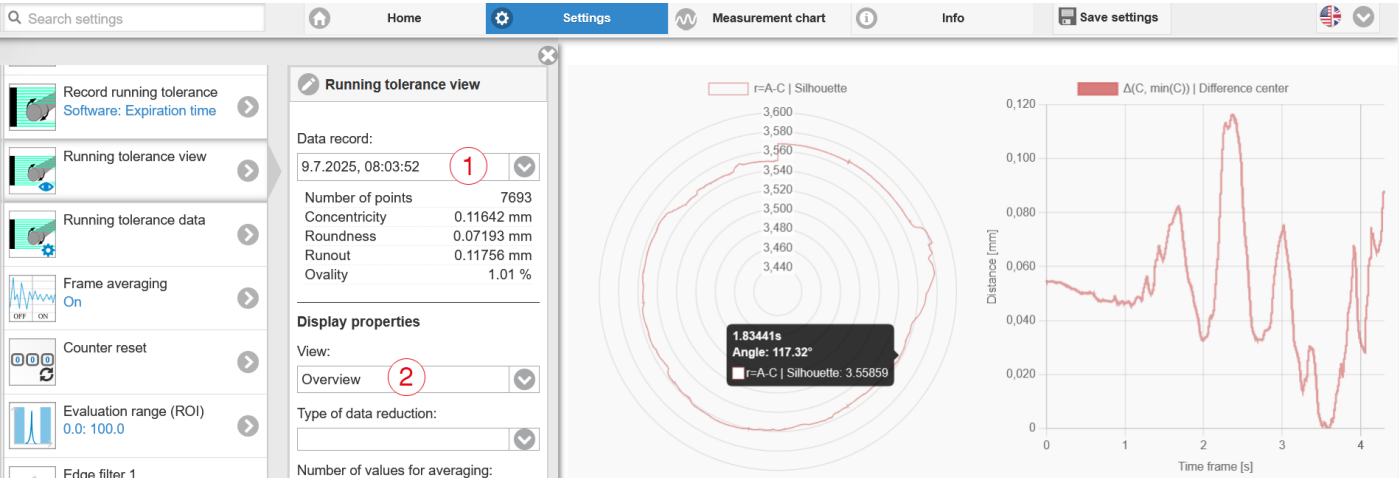 Search settings
Home
Settings
Measurement chart
Info
Save settings
Record running tolerance
Software: Expiration time
Running tolerance view
Running tolerance data
Frame averaging
On
OFF ON
Counter reset
0 0 0
Evaluation range (ROI)
0.0: 100.0
Edge filter 1
Running tolerance view
Data record:
9.7.2025, 08:03:52
1
Number of points 7693
Concentricity 0.11642 mm
Roundness 0.07193 mm
Runout 0.11756 mm
Ovality 1.01 %
Display properties
View:
Overview
2
Type of data reduction:
Number of values for averaging:
r=A-C | Silhouette
3,600
3,580
3,560
3,540
3,520
3,500
3,480
3,460
3,440
1.83441s
Angle: 117.32°
r=A-C | Silhouette: 3.55859
Δ(C, min(C)) | Difference center
0,120
0,100
0,080
0,060
0,040
0,020
0
Distance [mm]
0 1 2 3 4
Time frame [s]